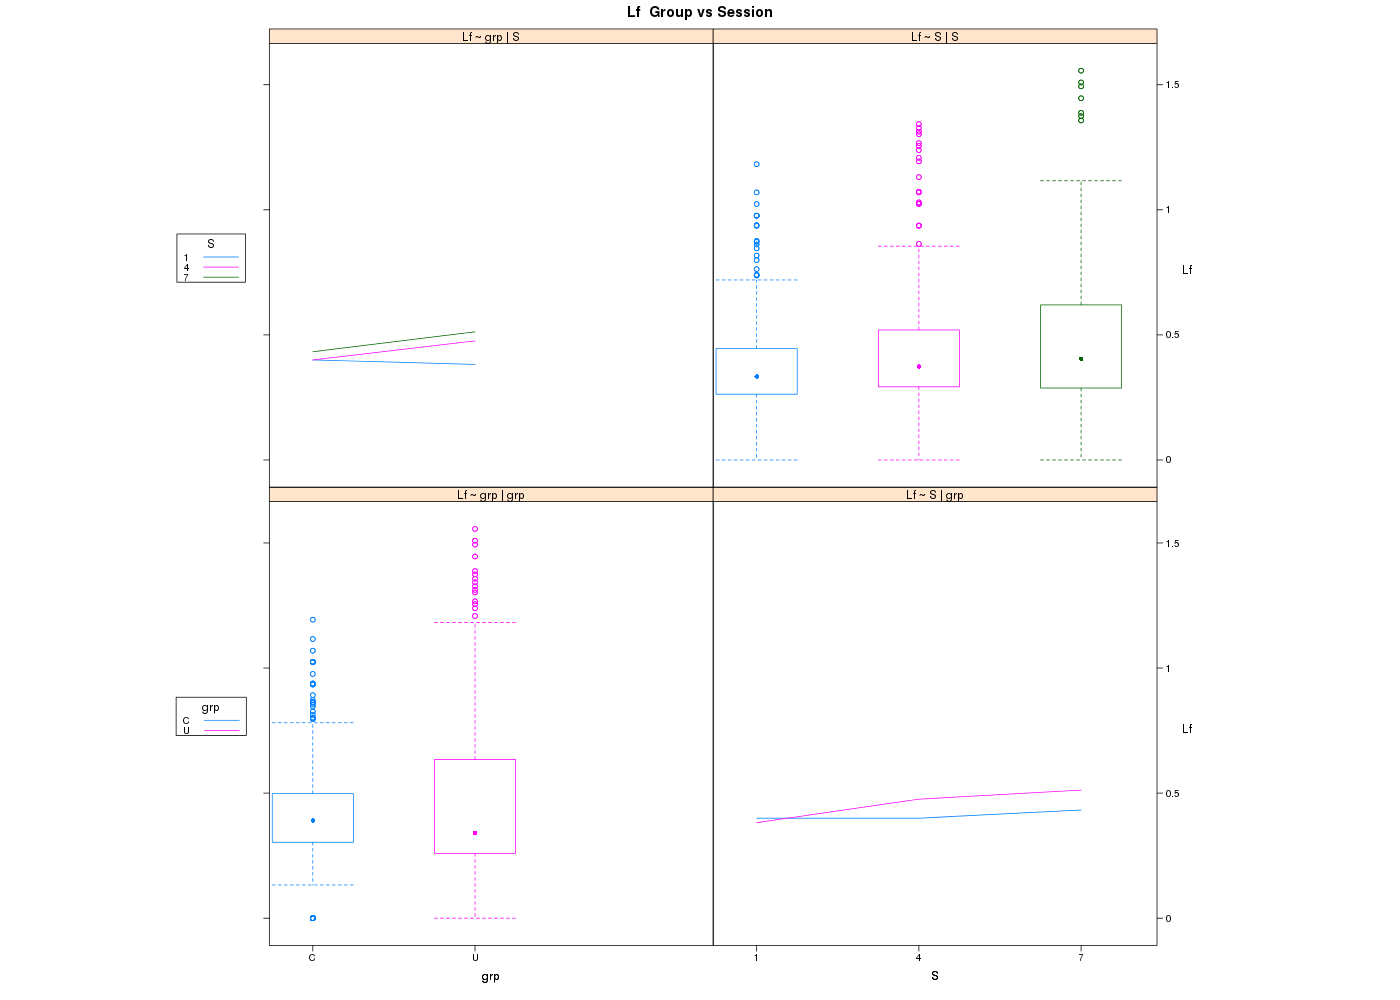 Lf  Group vs Session
Lf ~ grp | S
Lf ~ S | S
1.5
1
0.5
0
Lf
S
1
4
7
Lf ~ grp | grp
Lf ~ S | grp
1.5
1
0.5
0
Lf
grp
C
U
C
U
grp
1
4
7
S